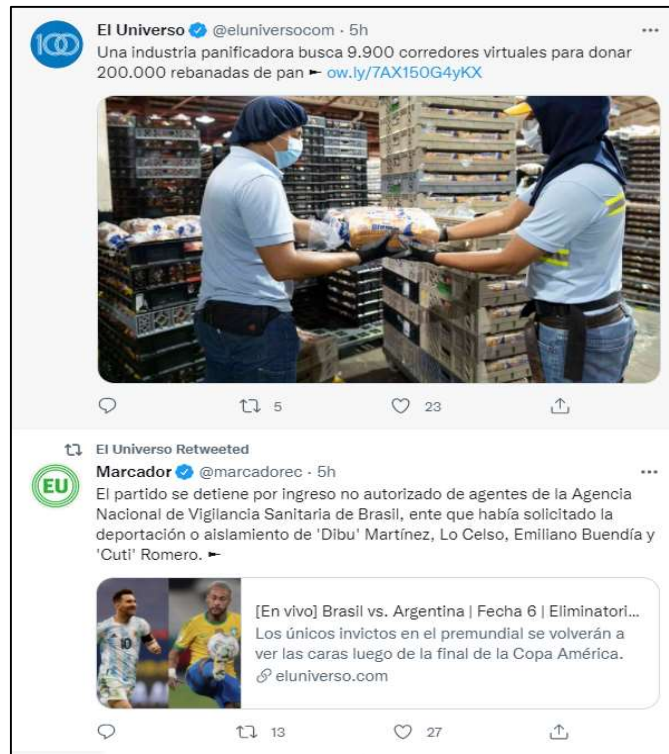 100
El Universo @eluniversocom · 5h
Una industria panificadora busca 9.900 corredores virtuales para donar
200.000 rebanadas de pan ► ow.ly/7AX150G4yKX
5 23
El Universo Retweeted
EU
Marcador @marcadorec · 5h
El partido se detiene por ingreso no autorizado de agentes de la Agencia
Nacional de Vigilancia Sanitaria de Brasil, ente que había solicitado la
deportación o aislamiento de 'Dibu' Martínez, Lo Celso, Emiliano Buendía y
'Cuti' Romero. ►
[En vivo] Brasil vs. Argentina | Fecha 6 | Eliminatori...
Los únicos invictos en el premundial se volverán a
ver las caras luego de la final de la Copa América.
eluniverso.com
13 27